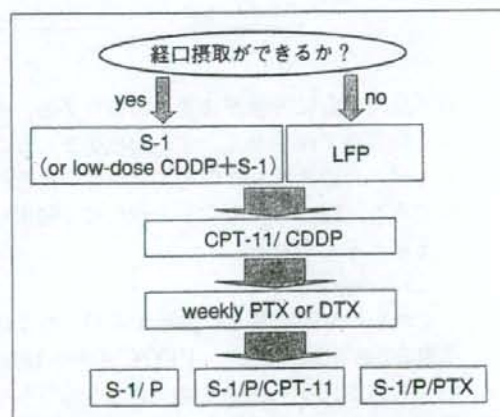 経口摂取ができるか？
yes
no
S-1
（or low-dose CDDP＋S-1）
LFP
CPT-11/ CDDP
weekly PTX or DTX
S-1/ P
S-1/P/CPT-11
S-1/P/PTX